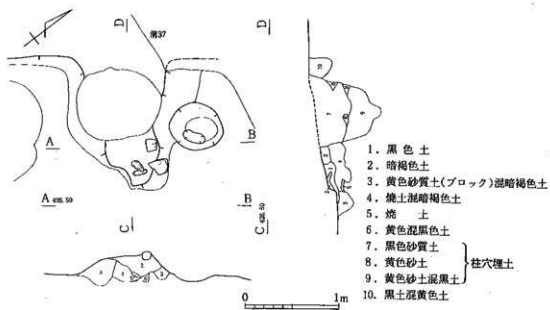 D
D
溝37
A
B
A 426.50
B
C
C 426.50
1. 黒色土
2. 暗褐色土
3. 黄色砂質土(ブロック)混暗褐色土
4. 焼土混暗褐色土
5. 焼土
6. 黄色混黒色土
7. 黒色砂質土
8. 黄色砂土
9. 黄色砂土混黒土
柱穴埋土
10. 黒土混黄色土
0 1m